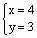 x = 4
y = 3